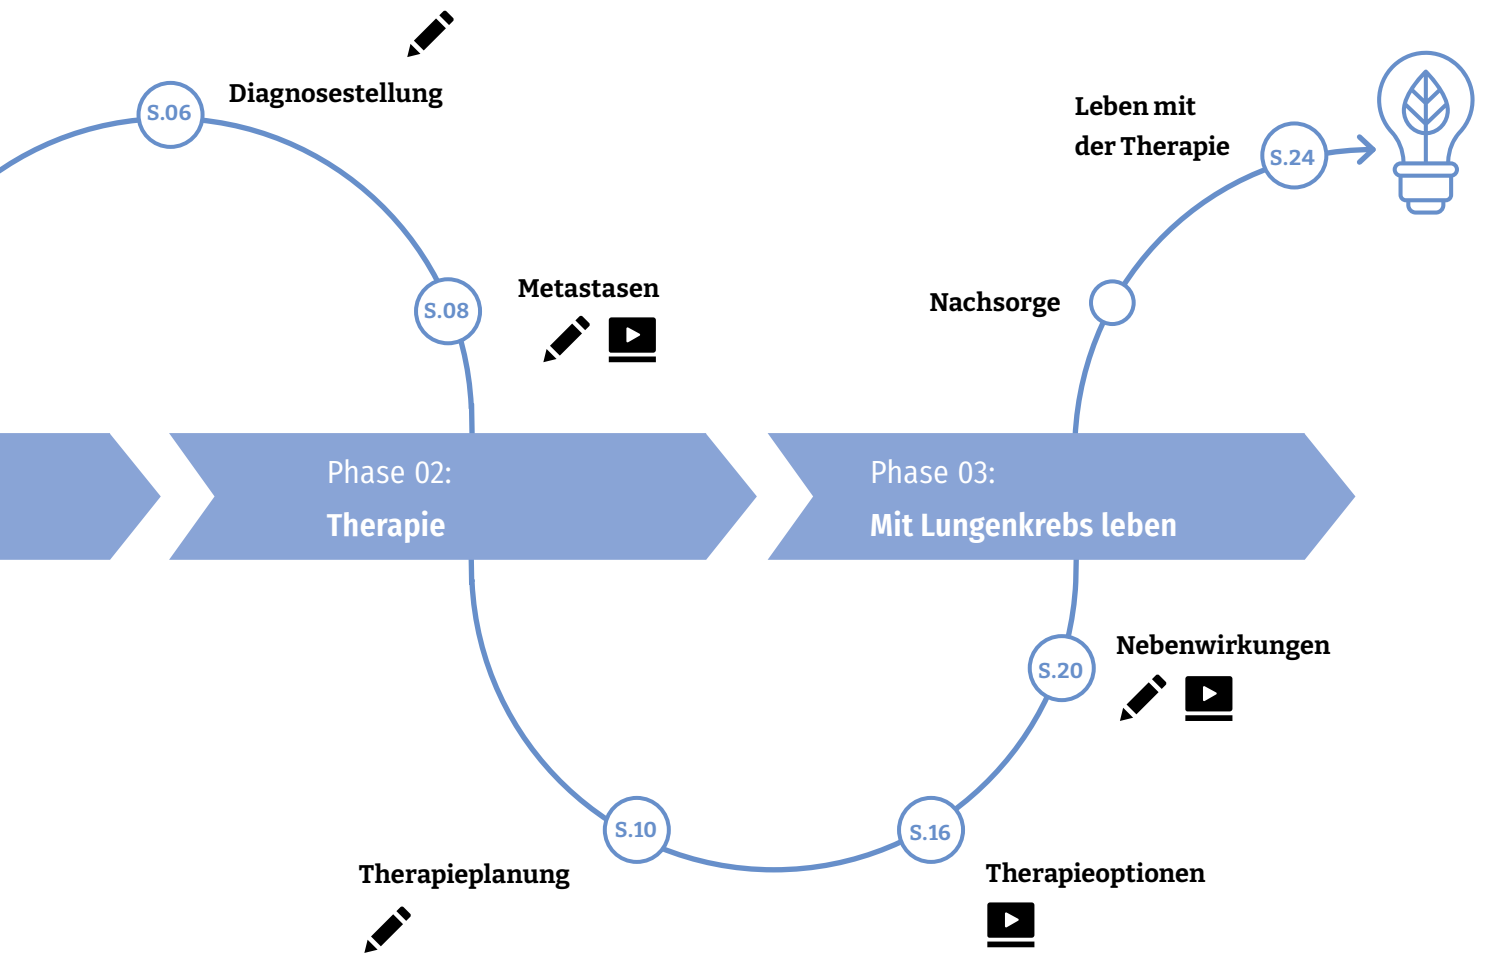 S.06
Diagnosestellung
S.08
Metastasen
Leben mit
der Therapie
S.24
Nachsorge
Phase 02:
Therapie
Phase 03:
Mit Lungenkrebs leben
S.20
Nebenwirkungen
S.10
Therapieplanung
S.16
Therapieoptionen